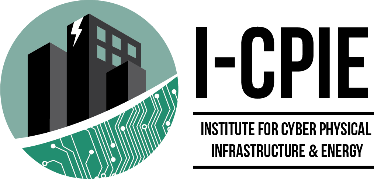 I-CPIE
INSTITUTE FOR CYBER PHYSICAL
INFRASTRUCTURE & ENERGY